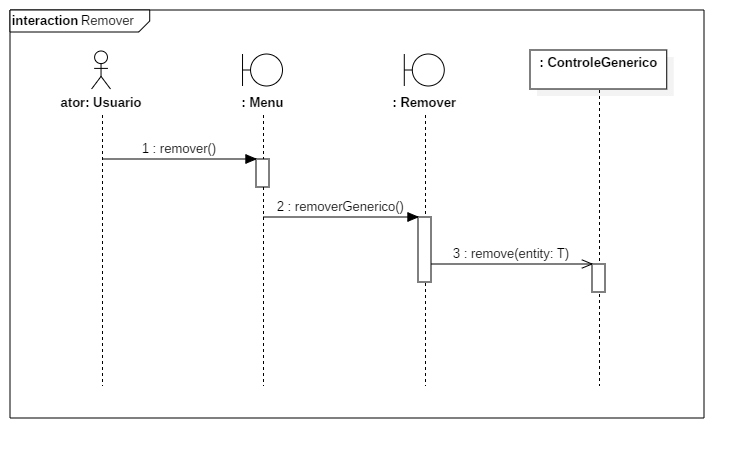 interaction Remover
ator: Usuario
: Menu
: Remover
: ControleGenerico
1 : remover()
2 : removerGenerico()
3 : remove(entity: T)